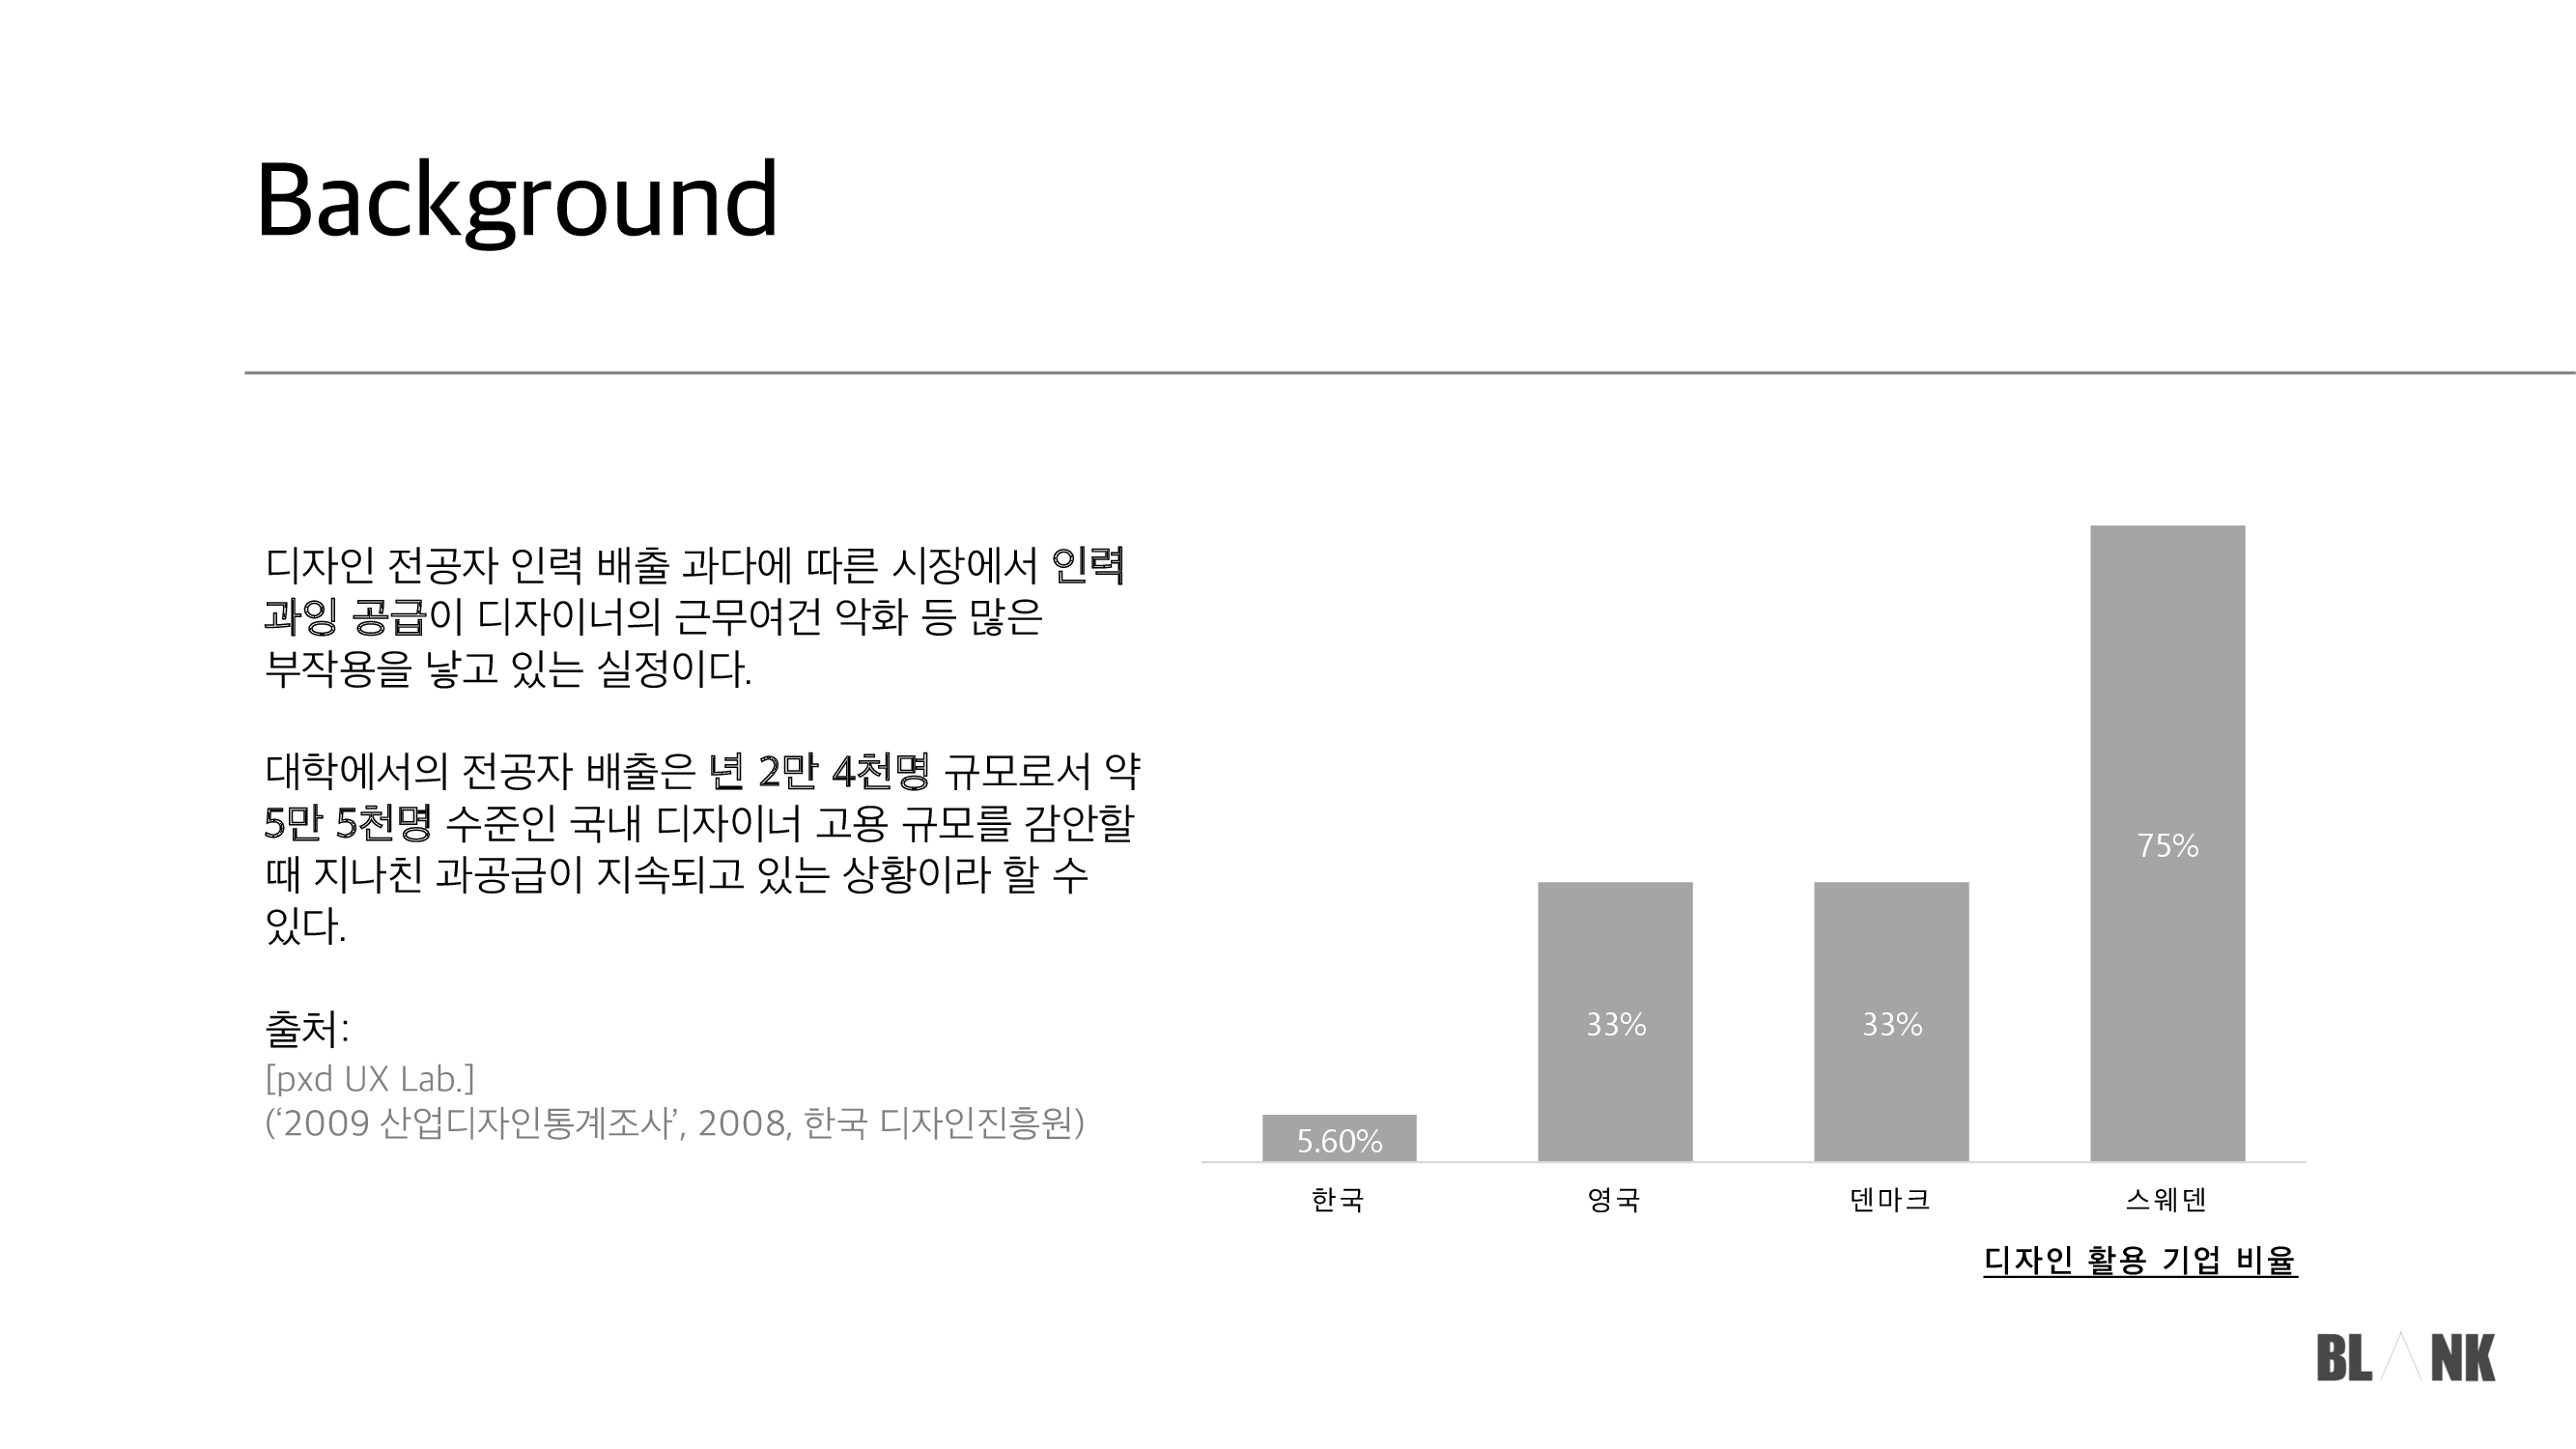 Background
디자인 전공자 인력 배출 과다에 따른 시장에서 인력
과잉 공급이 디자이너의 근무여건 악화 등 많은
부작용을 낳고 있는 실정이다.
대학에서의 전공자 배출은 년 2만 4천명 규모로서 약
5만 5천명 수준인 국내 디자이너 고용 규모를 감안할
때 지나친 과공급이 지속되고 있는 상황이라 할 수
있다.
출처:
[pxd UX Lab.]
(‘2009 산업디자인통계조사’, 2008, 한국 디자인진흥원)
75%
33%
33%
5.60%
한국
영국
덴마크
스웨덴
디자인 활용 기업 비율
BLΛNK